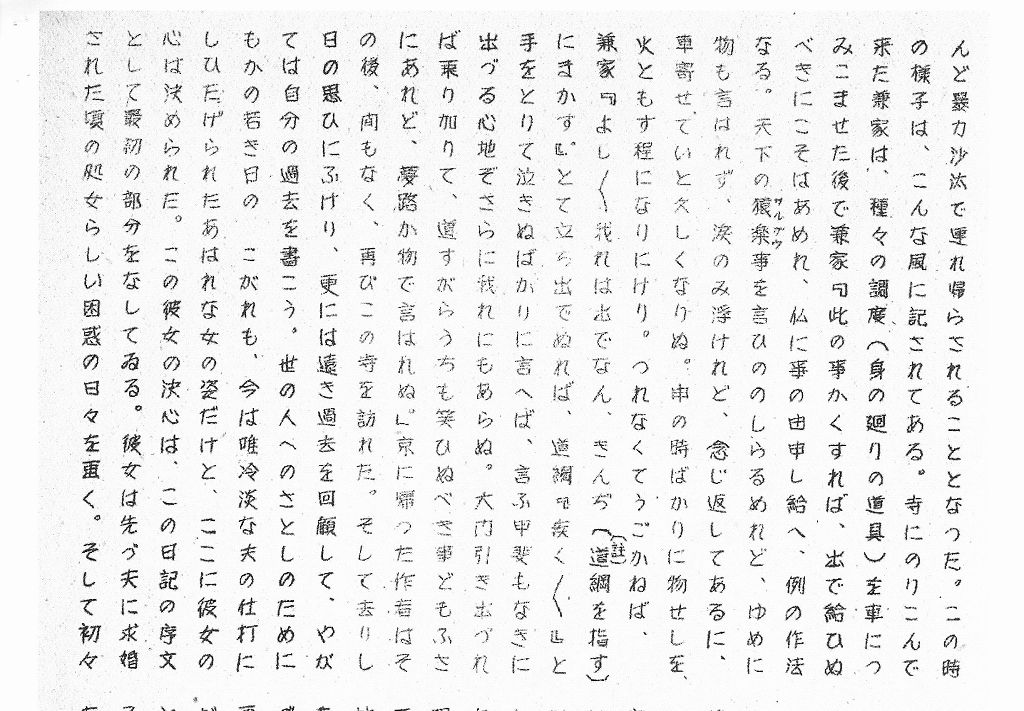 んど暴力沙汰で連れ帰らされることとなつた。この時
の様子は、こんな風に記されてある。寺にのりこんで
来た兼家は、種々の調度(身の廻りの道具)を車につ
みこませた後で兼家『此の事かくすれば、出で給ひぬ
べきにこそはあめれ、仏に事の由申し給へ、例の作法
なる。天下の猿楽事を言ひののしらるめれど、ゆめに
サルガウ
物も言はれず、涙のみ浮けれど、念じ返してあるに、
車寄せ、ていと久しくなりぬ。申の時ばかりに物せしを、
火ともす程になりにけり。つれなくてうごかねば、
兼家『よし〱我れは出でなん、きんぢ(道綱を指す)
(註)
にまかす』。とて立ち出でぬれば、道綱『疾く〱』と
手をとりて泣きぬばかりに言へば、言ふ甲斐もなきに
出づる心地ぞさらに我れにもあらぬ。大門引き出づれ
ば乗り加りて、道すがらうちも笑ひぬべき事どもふさ
にあれど、夢路か物で言はれぬ』。京に帰つた作者はそ
の後、間もなく、再びこの寺を訪れた。そして去りし
日の思ひにふけり、更には遠き過去を回顧して、やが
ては自分の過去を書こう。世の人へのさとしのために
もかの若き日の こがれも、今は唯冷淡な夫の仕打に
しひたげられたあはれな女の姿だけと、ここに彼女の
心は決められた。この彼女の決心は、この日記の序文
として最初の部分をなしてゐる。彼女は先づ夫に求婚
された頃の処女らしい困惑の日々を画く。そして初々